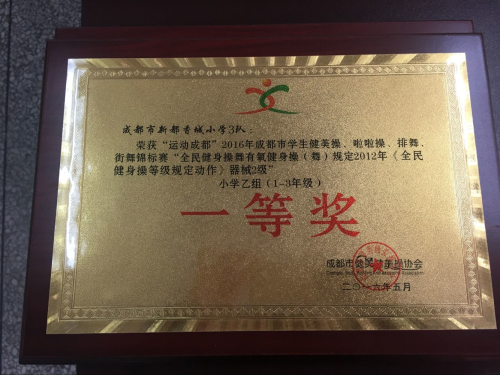 成都市新都香城小学3队：
荣获“运动成都”2016年成都市学生健美操、啦啦操、排舞、
街舞锦标赛“全民健身操舞有氧健身操（舞）规定2012年《全民
健身操等级规定动作》器械2级”
小学乙组（1-3年级）
一等奖
成都市健美操协会
二〇一六年五月